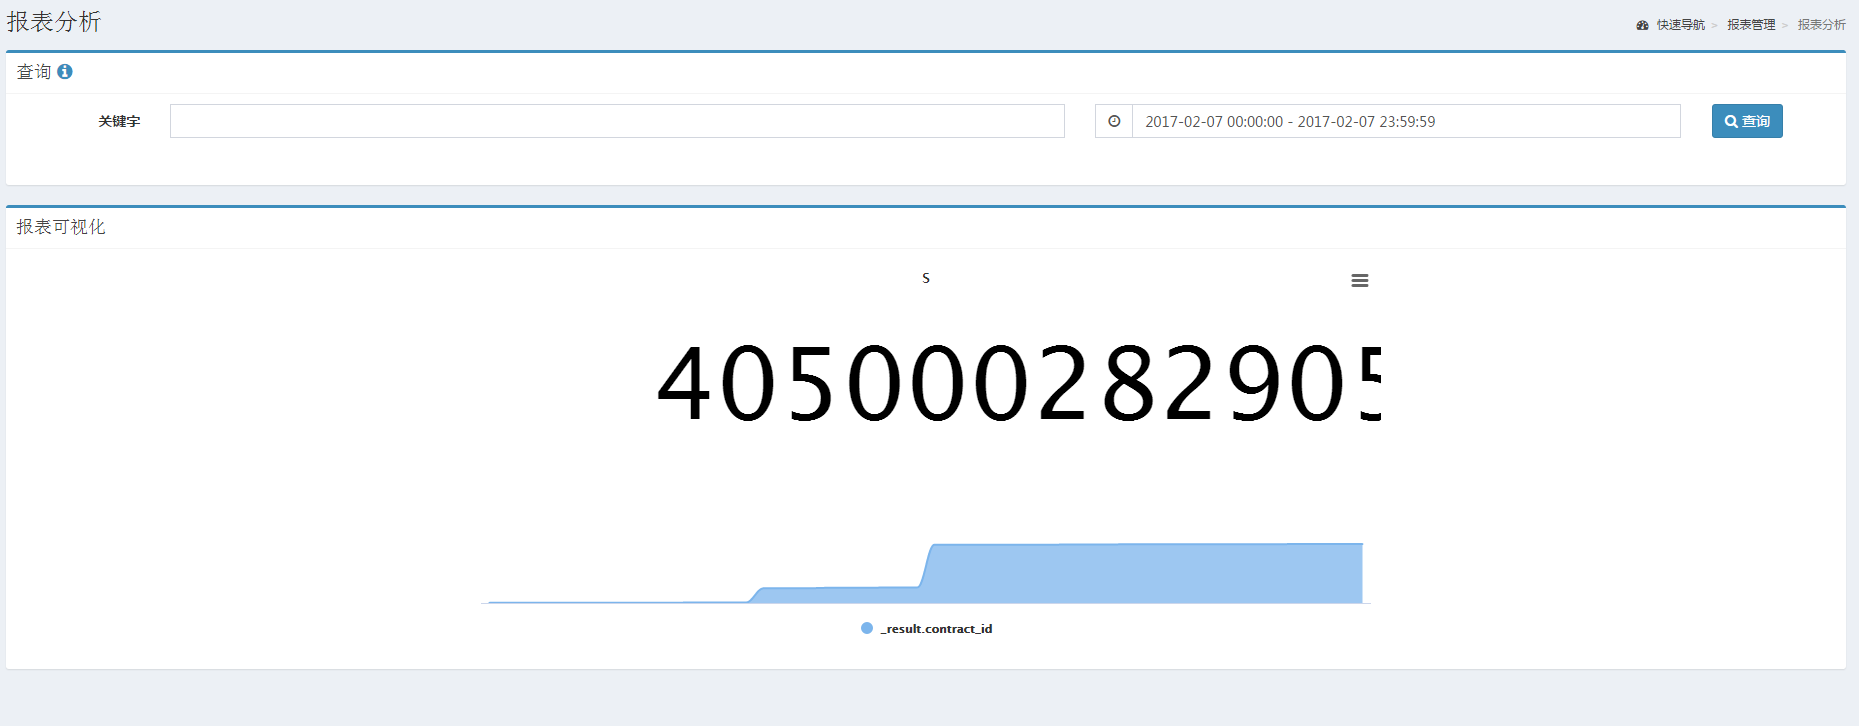 报表分析
快速导航 > 报表管理 > 报表分析
查询
关键字
2017-02-07 00:00:00 - 2017-02-07 23:59:59
查询
报表可视化
s
405000282905
_result.contract_id